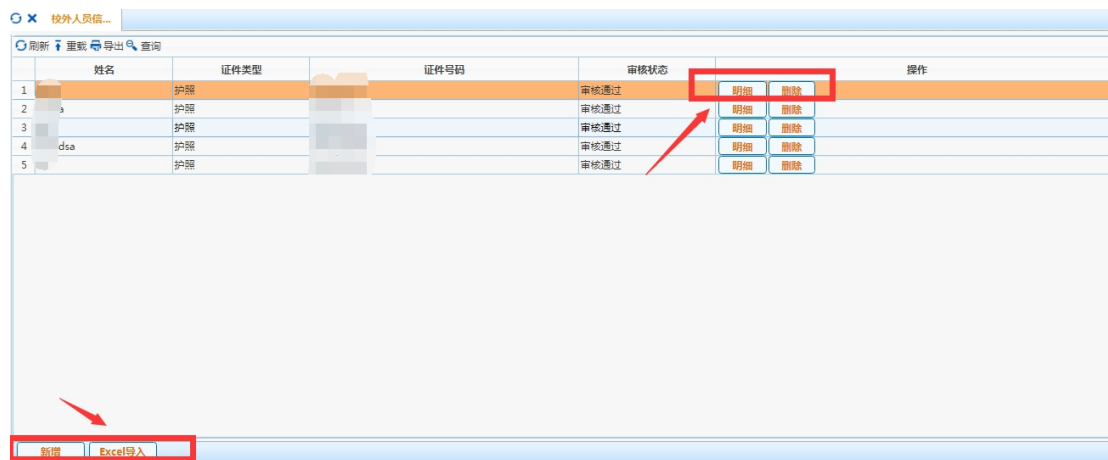 校外人员信...
刷新 重载 导出 查询
姓名 证件类型 证件号码 审核状态 操作
1 护照 审核通过 明细 删除
2 护照 审核通过 明细 删除
3 护照 审核通过 明细 删除
4 dsa 护照 审核通过 明细 删除
5 护照 审核通过 明细 删除
新增 Excel导入